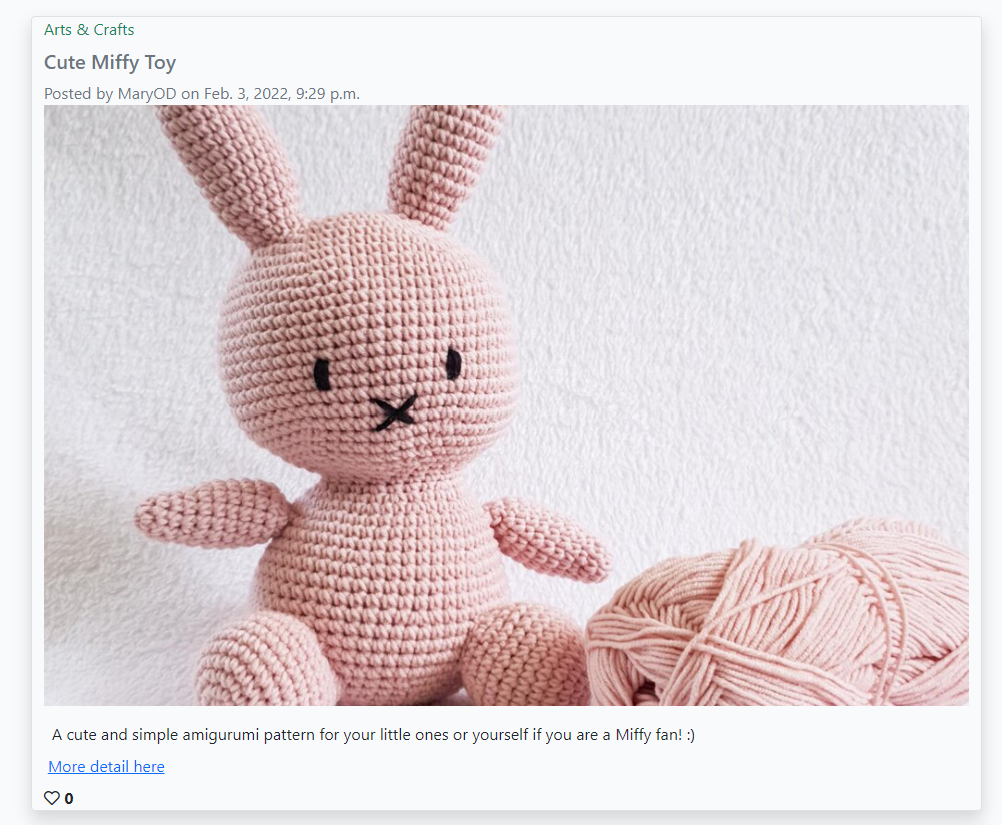 Arts & Crafts
Cute Miffy Toy
Posted by MaryOD on Feb. 3, 2022, 9:29 p.m.
A cute and simple amigurumi pattern for your little ones or yourself if you are a Miffy fan! :)
More detail here
0